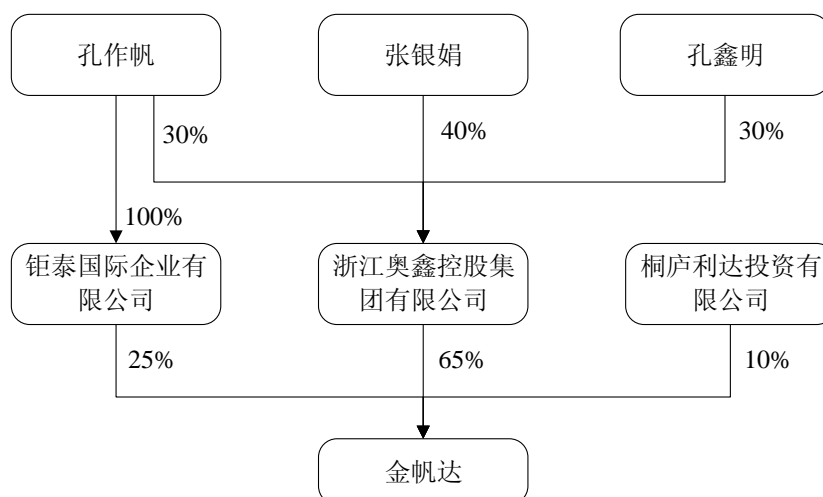 孔作帆
张银娟
孔鑫明
30%
40%
30%
100%
钜泰国际企业有
限公司
浙江奥鑫控股集
团有限公司
桐庐利达投资有
限公司
25%
65%
10%
金帆达